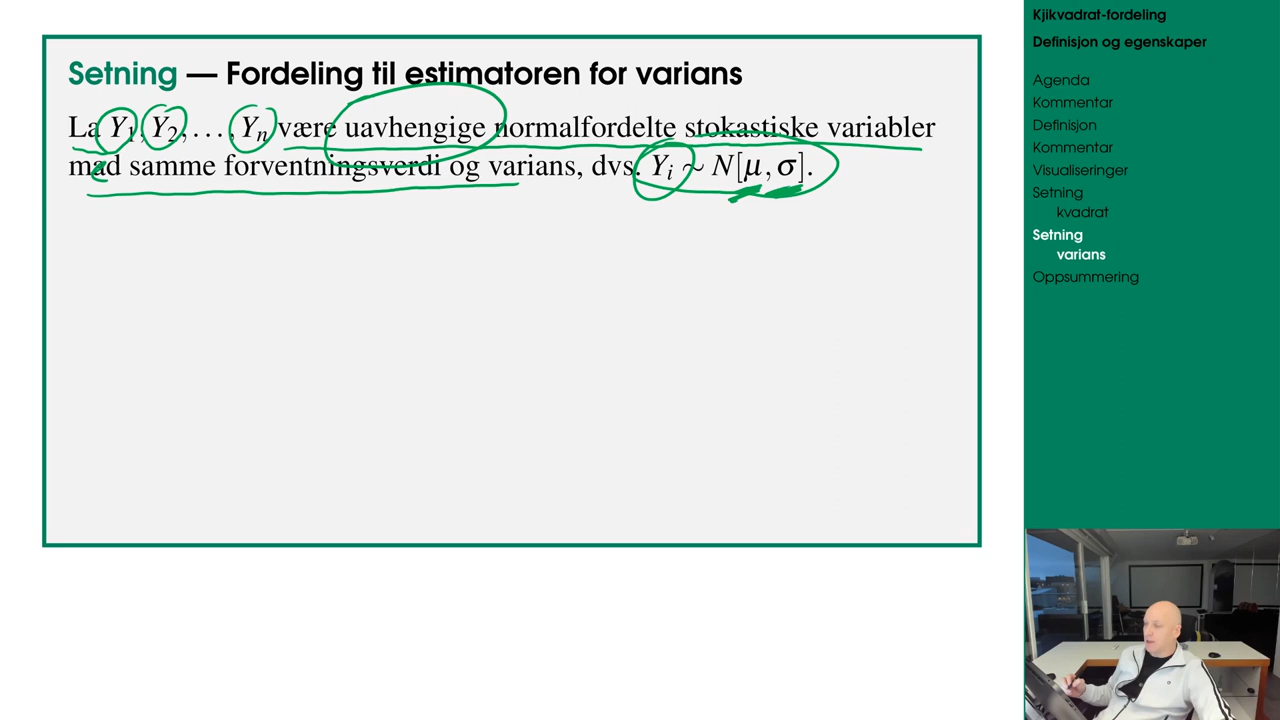 Setning — Fordeling til estimatoren for varians
La Y₁, Y₂, . . . , Yₙ være uavhengige normalfordelte stokastiske variabler
med samme forventningsverdi og varians, dvs. Yᵢ ∼ N[μ, σ].
Kjikvadrat-fordeling
Definisjon og egenskaper
Agenda
Kommentar
Definisjon
Kommentar
Visualiseringer
Setning
kvadrat
Setning
varians
Oppsummering